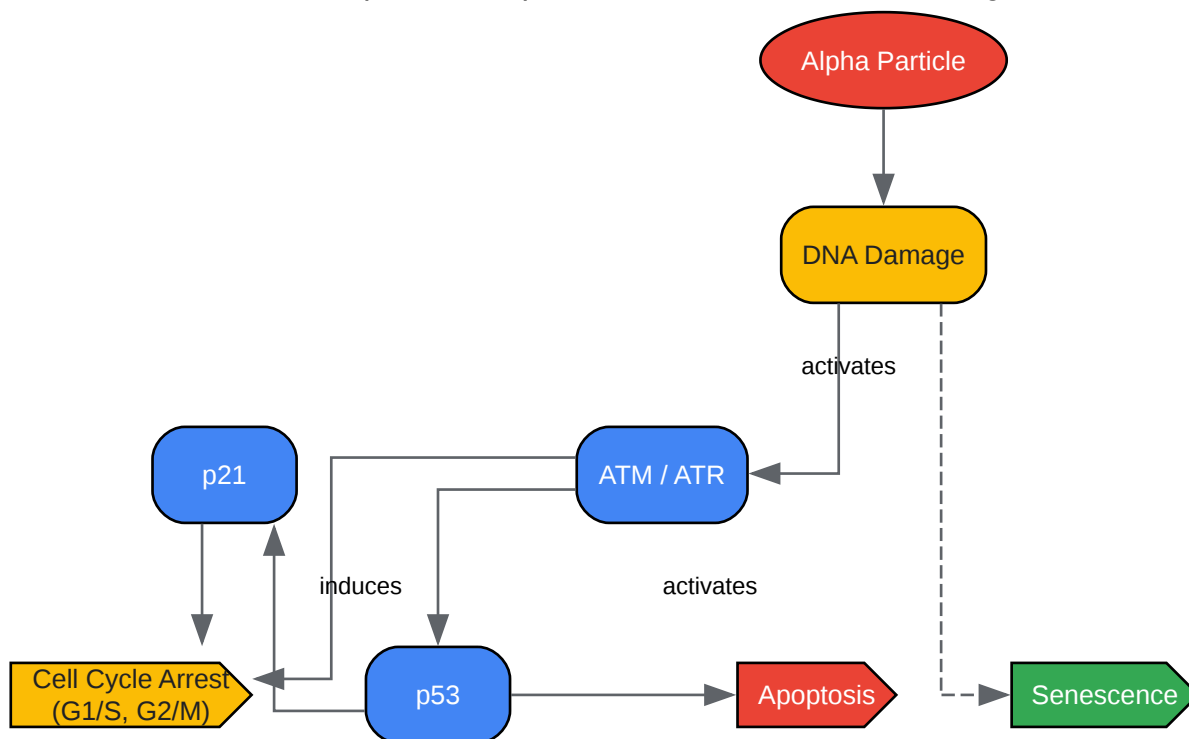 Alpha Particle
DNA Damage
activates
p21
ATM / ATR
induces
activates
Cell Cycle Arrest
(G1/S, G2/M)
p53
Apoptosis
Senescence